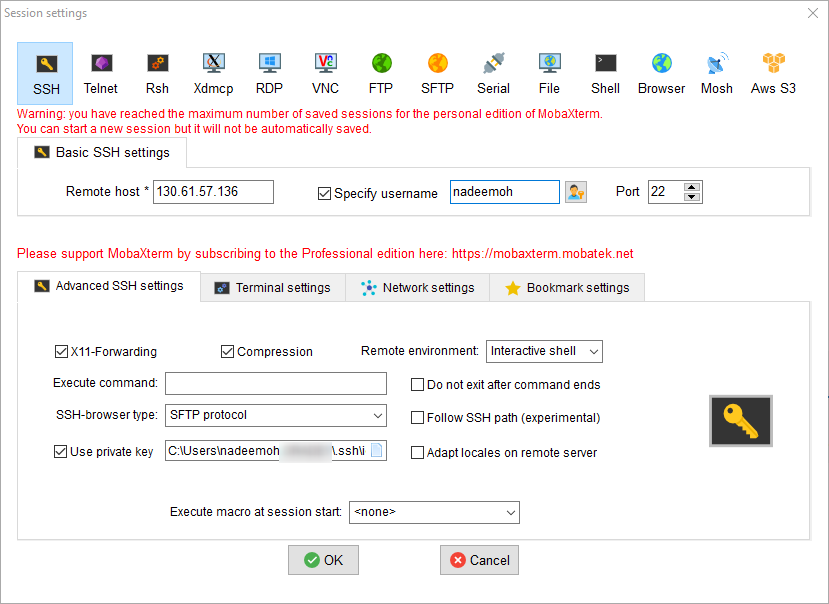 Session settings
SSH Telnet Rsh Xdmcp RDP VNC FTP SFTP Serial File Shell Browser Mosh Aws S3
Warning: you have reached the maximum number of saved sessions for the personal edition of MobaXterm.
You can start a new session but it will not be automatically saved.
Basic SSH settings
Remote host * 130.61.57.136 Specify username nadeemoh Port 22
Please support MobaXterm by subscribing to the Professional edition here: https://mobaxterm.mobatek.net
Advanced SSH settings Terminal settings Network settings Bookmark settings
X11-Forwarding Compression Remote environment: Interactive shell
Execute command: Do not exit after command ends
SSH-browser type: SFTP protocol Follow SSH path (experimental)
Use private key C:\Users\nadeemoh \.ssh\i Adapt locales on remote server
Execute macro at session start: <none>
OK Cancel